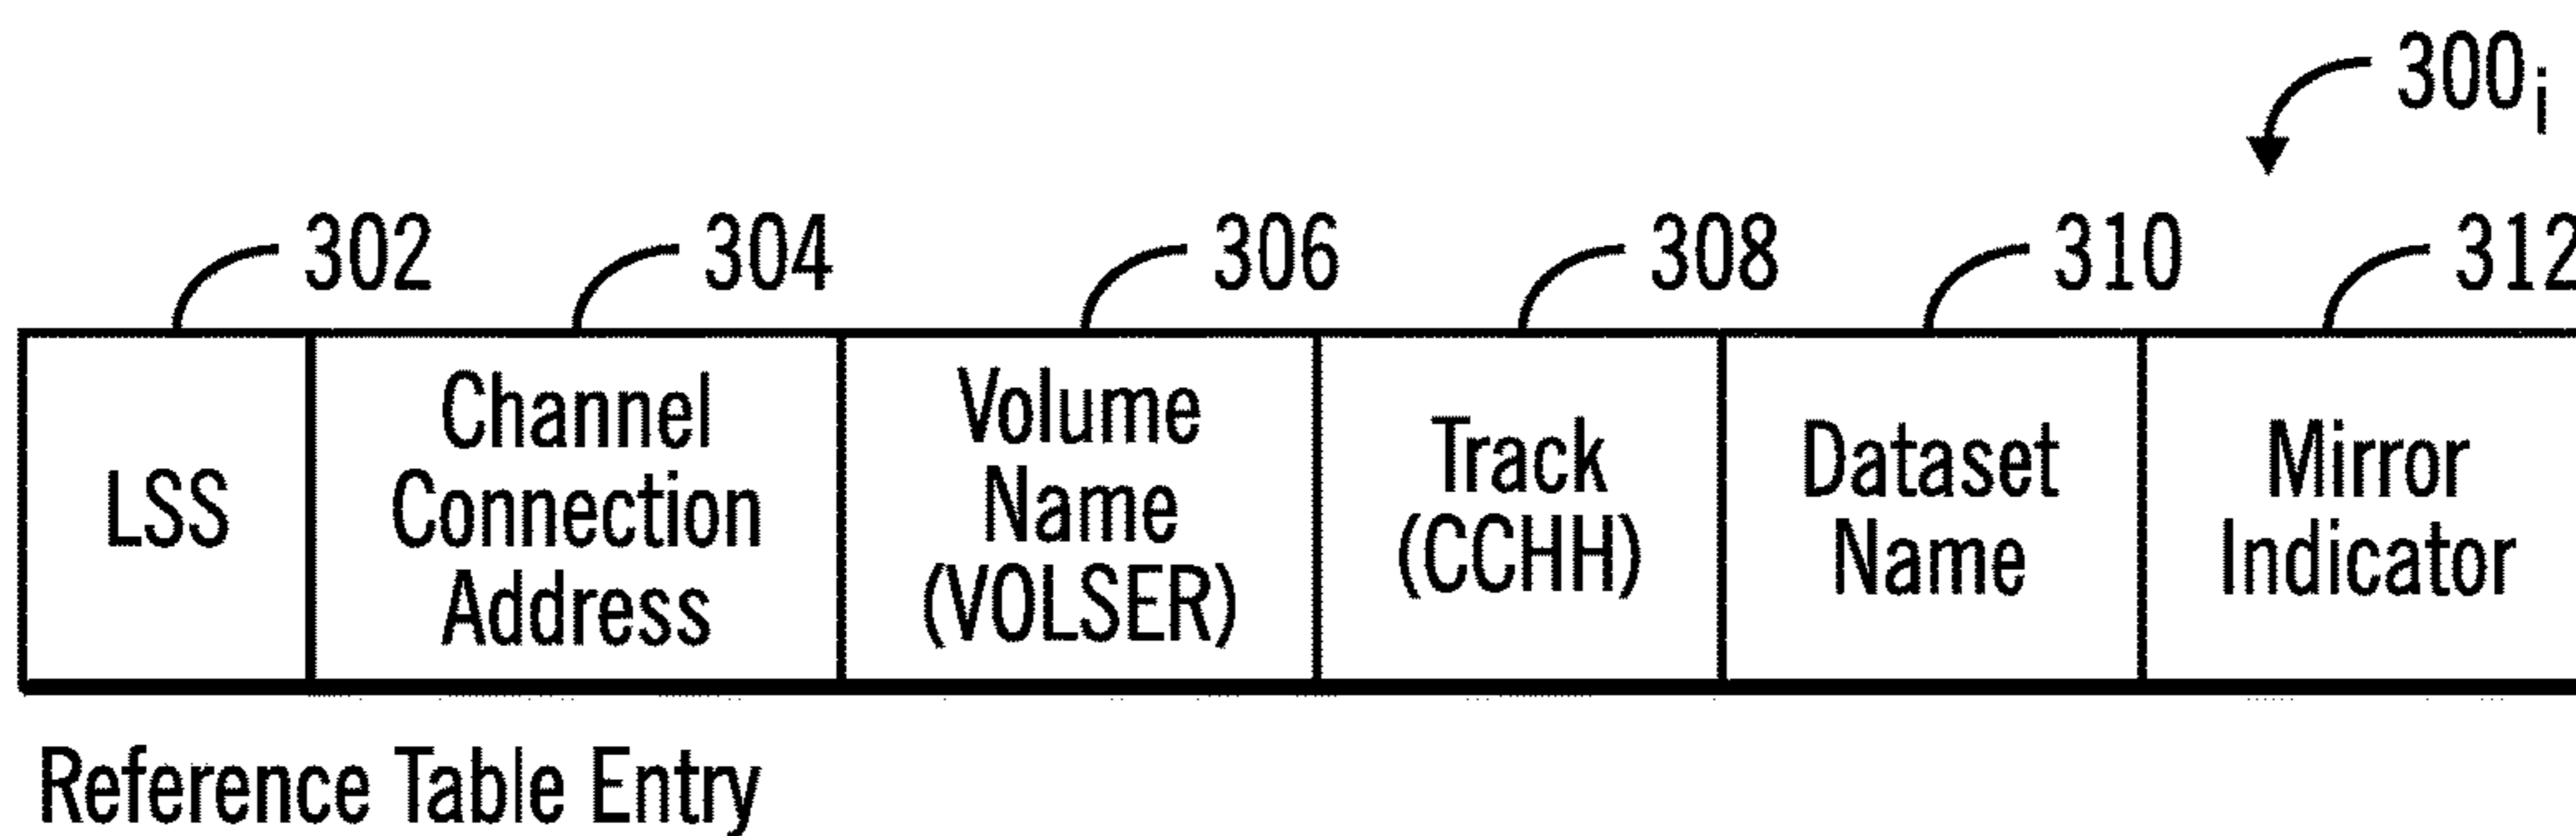 300i
302 304 306 308 310 312
LSS
Channel
Connection
Address
Volume
Name
(VOLSER)
Track
(CCHH)
Dataset
Name
Mirror
Indicator
Reference Table Entry